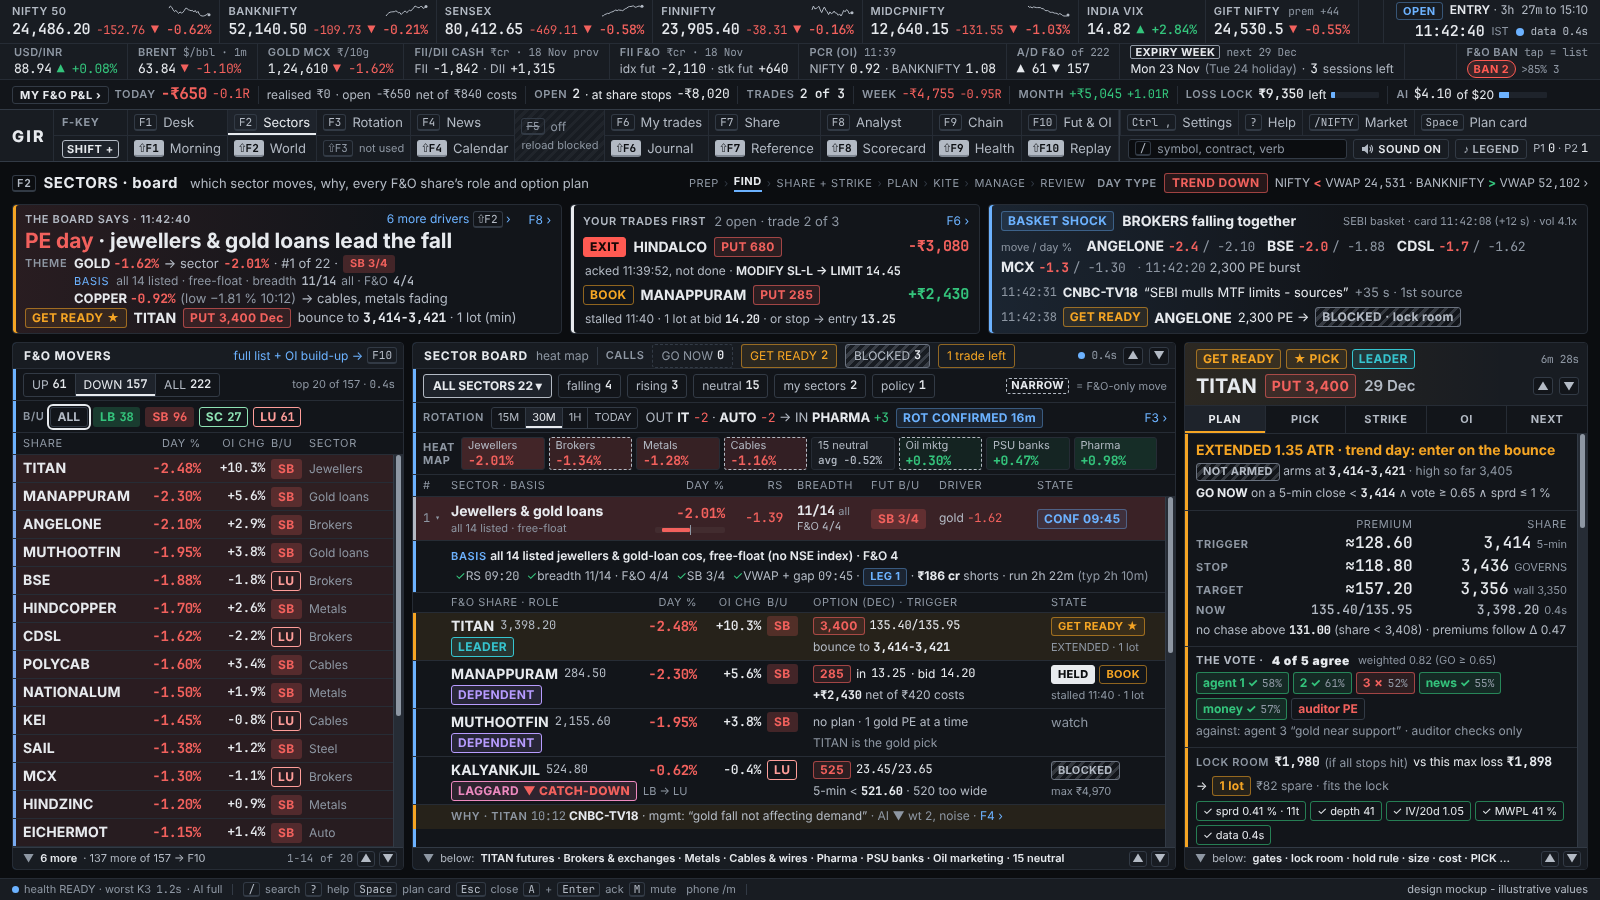 NIFTY 50 BANKNIFTY SENSEX FINNIFTY MIDCPNIFTY INDIA VIX GIFT NIFTY prem +44 OPEN ENTRY · 3h 27m to 15:10
24,486.20 -152.76 ▼ -0.62% 52,140.50 -109.73 ▼ -0.21% 80,412.65 -469.11 ▼ -0.58% 23,905.40 -38.31 ▼ -0.16% 12,640.15 -131.55 ▼ -1.03% 14.82 ▲ +2.84% 24,530.5 ▼ -0.55% 11:42:40 IST ● data 0.4s
USD/INR BRENT $/bbl · 1m GOLD MCX ₹/10g FII/DII CASH ₹cr · 18 Nov prov FII F&O ₹cr · 18 Nov PCR (OI) 11:39 A/D F&O of 222 EXPIRY WEEK next 29 Dec F&O BAN tap = list
88.94 ▲ +0.08% 63.84 ▼ -1.10% 1,24,610 ▼ -1.62% FII -1,842 · DII +1,315 idx fut -2,110 · stk fut +640 NIFTY 0.92 · BANKNIFTY 1.08 ▲ 61 ▼ 157 Mon 23 Nov (Tue 24 holiday) · 3 sessions left BAN 2 >85% 3
MY F&O P&L › TODAY -₹650 -0.1R realised ₹0 · open -₹650 net of ₹840 costs OPEN 2 · at share stops -₹8,020 TRADES 2 of 3 WEEK -₹4,755 -0.95R MONTH +₹5,045 +1.01R LOSS LOCK ₹9,350 left AI $4.10 of $20
GIR F-KEY F1 Desk F2 Sectors F3 Rotation F4 News F5 off F6 My trades F7 Share F8 Analyst F9 Chain F10 Fut & OI Ctrl , Settings ? Help /NIFTY Market Space Plan card
SHIFT + ⇧F1 Morning ⇧F2 World ⇧F3 not used ⇧F4 Calendar reload blocked ⇧F6 Journal ⇧F7 Reference ⇧F8 Scorecard ⇧F9 Health ⇧F10 Replay / symbol, contract, verb SOUND ON ♪ LEGEND P1 0 · P2 1
F2 SECTORS · board which sector moves, why, every F&O share's role and option plan PREP › FIND › SHARE + STRIKE › PLAN › KITE › MANAGE › REVIEW DAY TYPE TREND DOWN NIFTY < VWAP 24,531 · BANKNIFTY > VWAP 52,102 ›
THE BOARD SAYS · 11:42:40 6 more drivers ⇧F2 › F8 ›
PE day · jewellers & gold loans lead the fall
THEME GOLD -1.62% → sector -2.01% · #1 of 22 · SB 3/4
BASIS all 14 listed · free-float · breadth 11/14 all · F&O 4/4
COPPER -0.92% (low −1.81 % 10:12) → cables, metals fading
GET READY ★ TITAN PUT 3,400 Dec bounce to 3,414-3,421 · 1 lot (min)
YOUR TRADES FIRST 2 open · trade 2 of 3 F6 ›
EXIT HINDALCO PUT 680 -₹3,080
acked 11:39:52, not done · MODIFY SL-L → LIMIT 14.45
BOOK MANAPPURAM PUT 285 +₹2,430
stalled 11:40 · 1 lot at bid 14.20 · or stop → entry 13.25
BASKET SHOCK BROKERS falling together SEBI basket · card 11:42:08 (+12 s) · vol 4.1x
move / day % ANGELONE -2.4 / -2.10 BSE -2.0 / -1.88 CDSL -1.7 / -1.62
MCX -1.3 / -1.30 · 11:42:20 2,300 PE burst
11:42:31 CNBC-TV18 “SEBI mulls MTF limits - sources” +35 s · 1st source
11:42:38 GET READY ANGELONE 2,300 PE → BLOCKED · lock room
F&O MOVERS full list + OI build-up → F10
UP 61 DOWN 157 ALL 222 top 20 of 157 · 0.4s
B/U ALL LB 38 SB 96 SC 27 LU 61
SHARE DAY % OI CHG B/U SECTOR
TITAN -2.48% +10.3% SB Jewellers
MANAPPURAM -2.30% +5.6% SB Gold loans
ANGELONE -2.10% +2.9% SB Brokers
MUTHOOTFIN -1.95% +3.8% SB Gold loans
BSE -1.88% -1.8% LU Brokers
HINDCOPPER -1.70% +2.6% SB Metals
CDSL -1.62% -2.2% LU Brokers
POLYCAB -1.60% +3.4% SB Cables
NATIONALUM -1.50% +1.9% SB Metals
KEI -1.45% -0.8% LU Cables
SAIL -1.38% +1.2% SB Steel
MCX -1.30% -1.1% LU Brokers
HINDZINC -1.20% +0.9% SB Metals
EICHERMOT -1.15% +1.4% SB Auto
▼ 6 more · 137 more of 157 → F10 1-14 of 20 ▲ ▼
SECTOR BOARD heat map CALLS GO NOW 0 GET READY 2 BLOCKED 3 1 trade left ● 0.4s ▲ ▼
ALL SECTORS 22 ▾ falling 4 rising 3 neutral 15 my sectors 2 policy 1 NARROW = F&O-only move
ROTATION 15M 30M 1H TODAY OUT IT -2 · AUTO -2 → IN PHARMA +3 ROT CONFIRMED 16m F3 ›
HEAT MAP Jewellers Brokers Metals Cables 15 neutral Oil mktg PSU banks Pharma
-2.01% -1.34% -1.28% -1.16% avg -0.52% +0.30% +0.47% +0.98%
# SECTOR · BASIS DAY % RS BREADTH FUT B/U DRIVER STATE
1 ▾ Jewellers & gold loans -2.01% -1.39 11/14 all SB 3/4 gold -1.62 CONF 09:45
all 14 listed · free-float F&O 4/4
BASIS all 14 listed jewellers & gold-loan cos, free-float (no NSE index) · F&O 4
✓RS 09:20 ✓breadth 11/14 · F&O 4/4 ✓SB 3/4 ✓VWAP + gap 09:45 · LEG 1 · ₹186 cr shorts · run 2h 22m (typ 2h 10m)
F&O SHARE · ROLE DAY % OI CHG B/U OPTION (DEC) · TRIGGER STATE
TITAN 3,398.20 -2.48% +10.3% SB 3,400 135.40/135.95 GET READY ★
LEADER bounce to 3,414-3,421 EXTENDED · 1 lot
MANAPPURAM 284.50 -2.30% +5.6% SB 285 in 13.25 · bid 14.20 HELD BOOK
DEPENDENT +₹2,430 net of ₹420 costs stalled 11:40 · 1 lot
MUTHOOTFIN 2,155.60 -1.95% +3.8% SB no plan · 1 gold PE at a time watch
DEPENDENT TITAN is the gold pick
KALYANKJIL 524.80 -0.62% -0.4% LU 525 23.45/23.65 BLOCKED
LAGGARD ▼ CATCH-DOWN LB → LU 5-min < 521.60 · 520 too wide max ₹4,970
WHY · TITAN 10:12 CNBC-TV18 · mgmt: “gold fall not affecting demand” · AI ▼ wt 2, noise · F4 ›
▼ below: TITAN futures · Brokers & exchanges · Metals · Cables & wires · Pharma · PSU banks · Oil marketing · 15 neutral ▲ ▼
GET READY ★ PICK LEADER 6m 28s
TITAN PUT 3,400 29 Dec ▲ ▼
PLAN PICK STRIKE OI NEXT
EXTENDED 1.35 ATR · trend day: enter on the bounce
NOT ARMED arms at 3,414-3,421 · high so far 3,405
GO NOW on a 5-min close < 3,414 ∧ vote ≥ 0.65 ∧ sprd ≤ 1 %
PREMIUM SHARE
TRIGGER ≈128.60 3,414 5-min
STOP ≈118.80 3,436 GOVERNS
TARGET ≈157.20 3,356 wall 3,350
NOW 135.40/135.95 3,398.20 0.4s
no chase above 131.00 (share < 3,408) · premiums follow Δ 0.47
THE VOTE · 4 of 5 agree weighted 0.82 (GO ≥ 0.65)
agent 1 ✓ 58% 2 ✓ 61% 3 × 52% news ✓ 55%
money ✓ 57% auditor PE
against: agent 3 “gold near support” · auditor checks only
LOCK ROOM ₹1,980 (if all stops hit) vs this max loss ₹1,898
→ 1 lot ₹82 spare · fits the lock
✓ sprd 0.41 % · 11t ✓ depth 41 ✓ IV/20d 1.05 ✓ MWPL 41 %
✓ data 0.4s
▼ below: gates · lock room · hold rule · size · cost · PICK ... ▲ ▼
● health READY · worst K3 1.2s · AI full / search ? help Space plan card Esc close A + Enter ack M mute phone /m design mockup - illustrative values